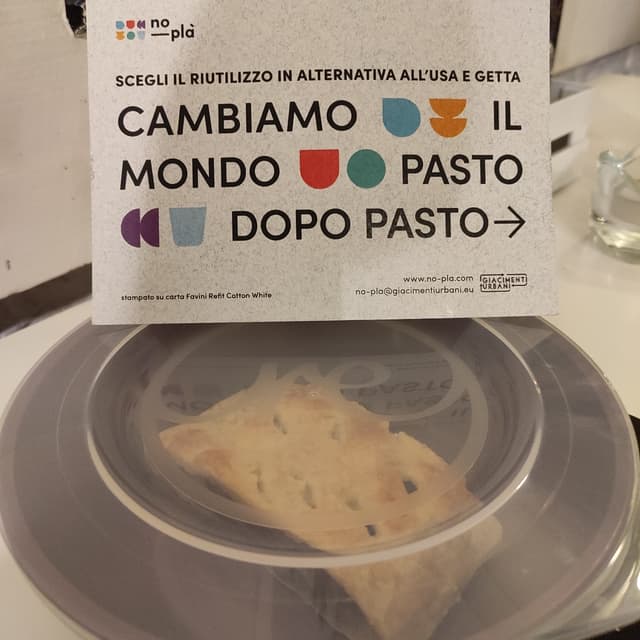 no
plà
SCEGLI IL RIUTILIZZO IN ALTERNATIVA ALL'USA E GETTA
CAMBIAMO IL
MONDO PASTO
DOPO PASTO→
www.no-pla.com
no-pla@giacimentiurbani.eu
GIACIMENTI
URBANI
stampato su carta Favini Refit Cotton White